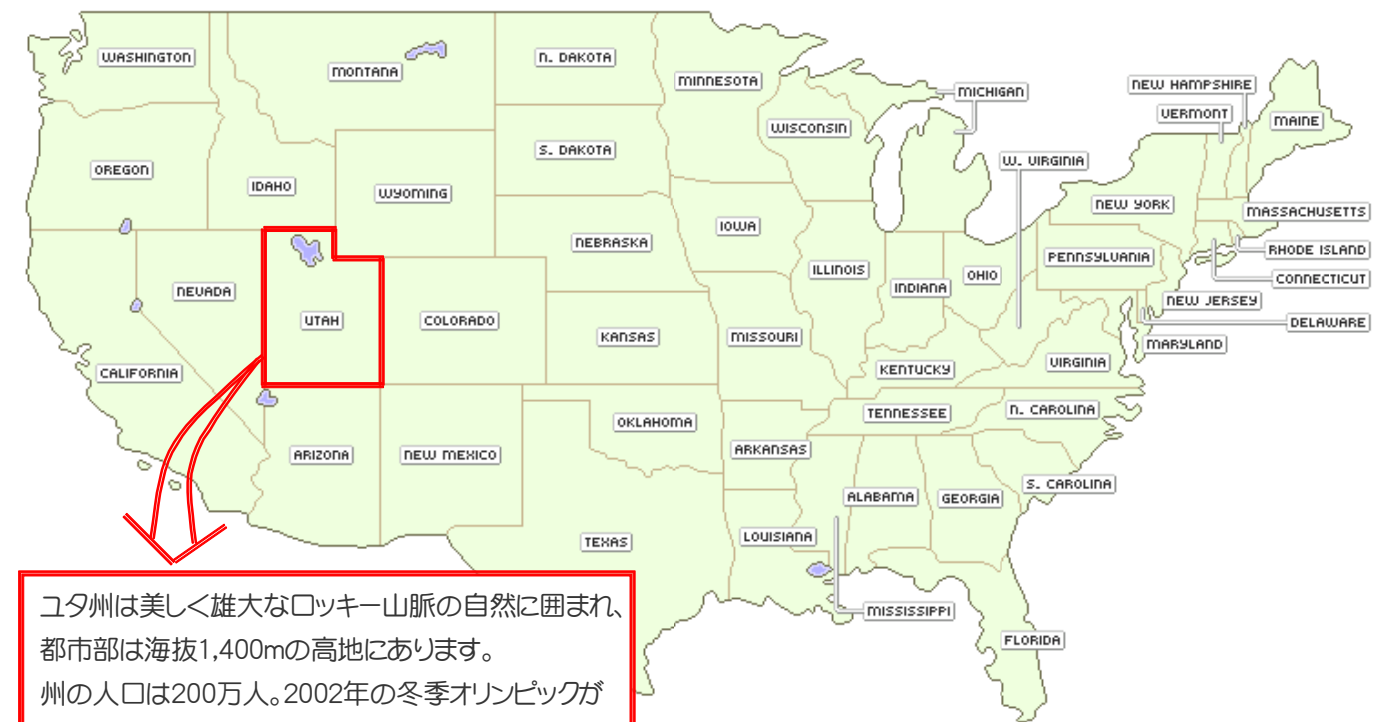 WASHINGTON
MONTANA
N. DAKOTA
MINNESOTA
MICHIGAN
NEW HAMPSHIRE
VERMONT
MAINE
WISCONSIN
OREGON
IDAHO
WYOMING
S. DAKOTA
W. VIRGINIA
NEW YORK
MASSACHUSETTS
IOWA
NEBRASKA
RHODE ISLAND
PENNSYLVANIA
ILLINOIS
OHIO
INDIANA
CONNECTICUT
NEVADA
NEW JERSEY
UTAH
COLORADO
DELAWARE
KANSAS
MISSOURI
MARYLAND
VIRGINIA
CALIFORNIA
KENTUCKY
TENNESSEE
N. CAROLINA
OKLAHOMA
ARKANSAS
ARIZONA
NEW MEXICO
S. CAROLINA
ALABAMA
GEORGIA
LOUISIANA
TEXAS
MISSISSIPPI
FLORIDA
ユタ州は美しく雄大なロッキー山脈の自然に囲まれ、
都市部は海抜1,400mの高地にあります。
州の人口は200万人。2002年の冬季オリンピックが